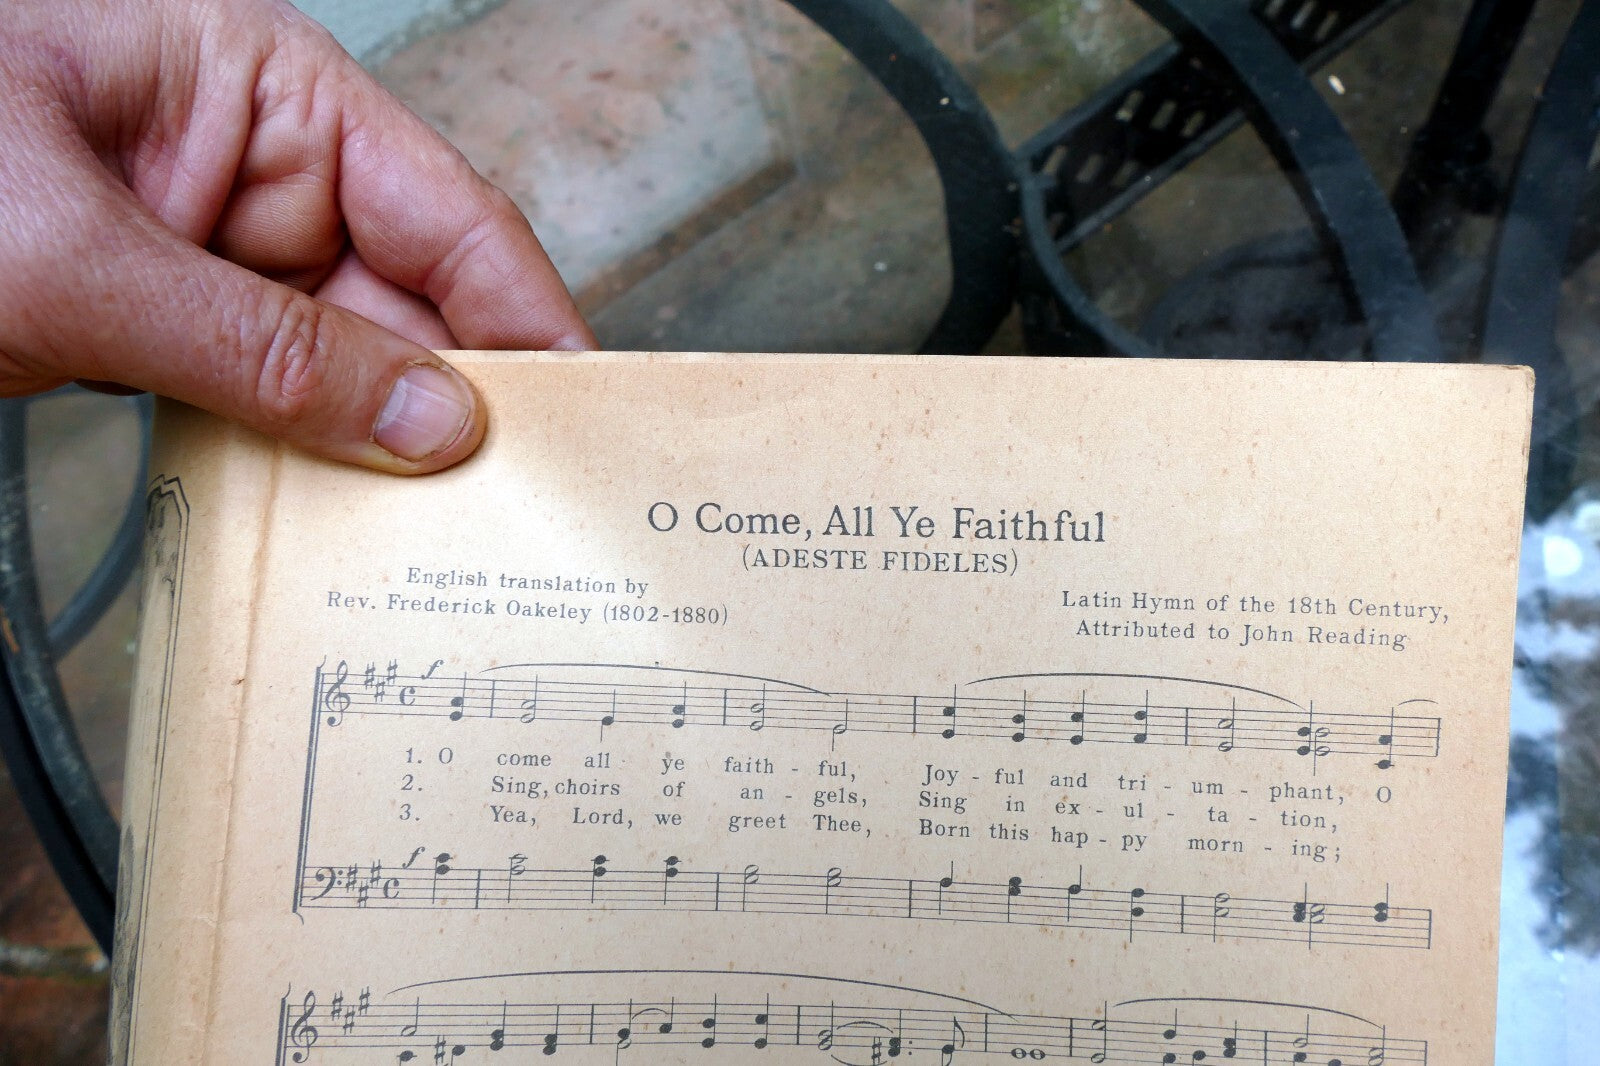 O Come, All Ye Faithful
(ADESTE FIDELES)
English translation by
Rev. Frederick Oakeley (1802-1880)
Latin Hymn of the 18th Century,
Attributed to John Reading
f
1. O come all ye faith - ful, Joy - ful and tri - um - phant, O
2. Sing, choirs of an - gels, Sing in ex - ul - ta - tion,
3. Yea, Lord, we greet Thee, Born this hap - py morn - ing;
f